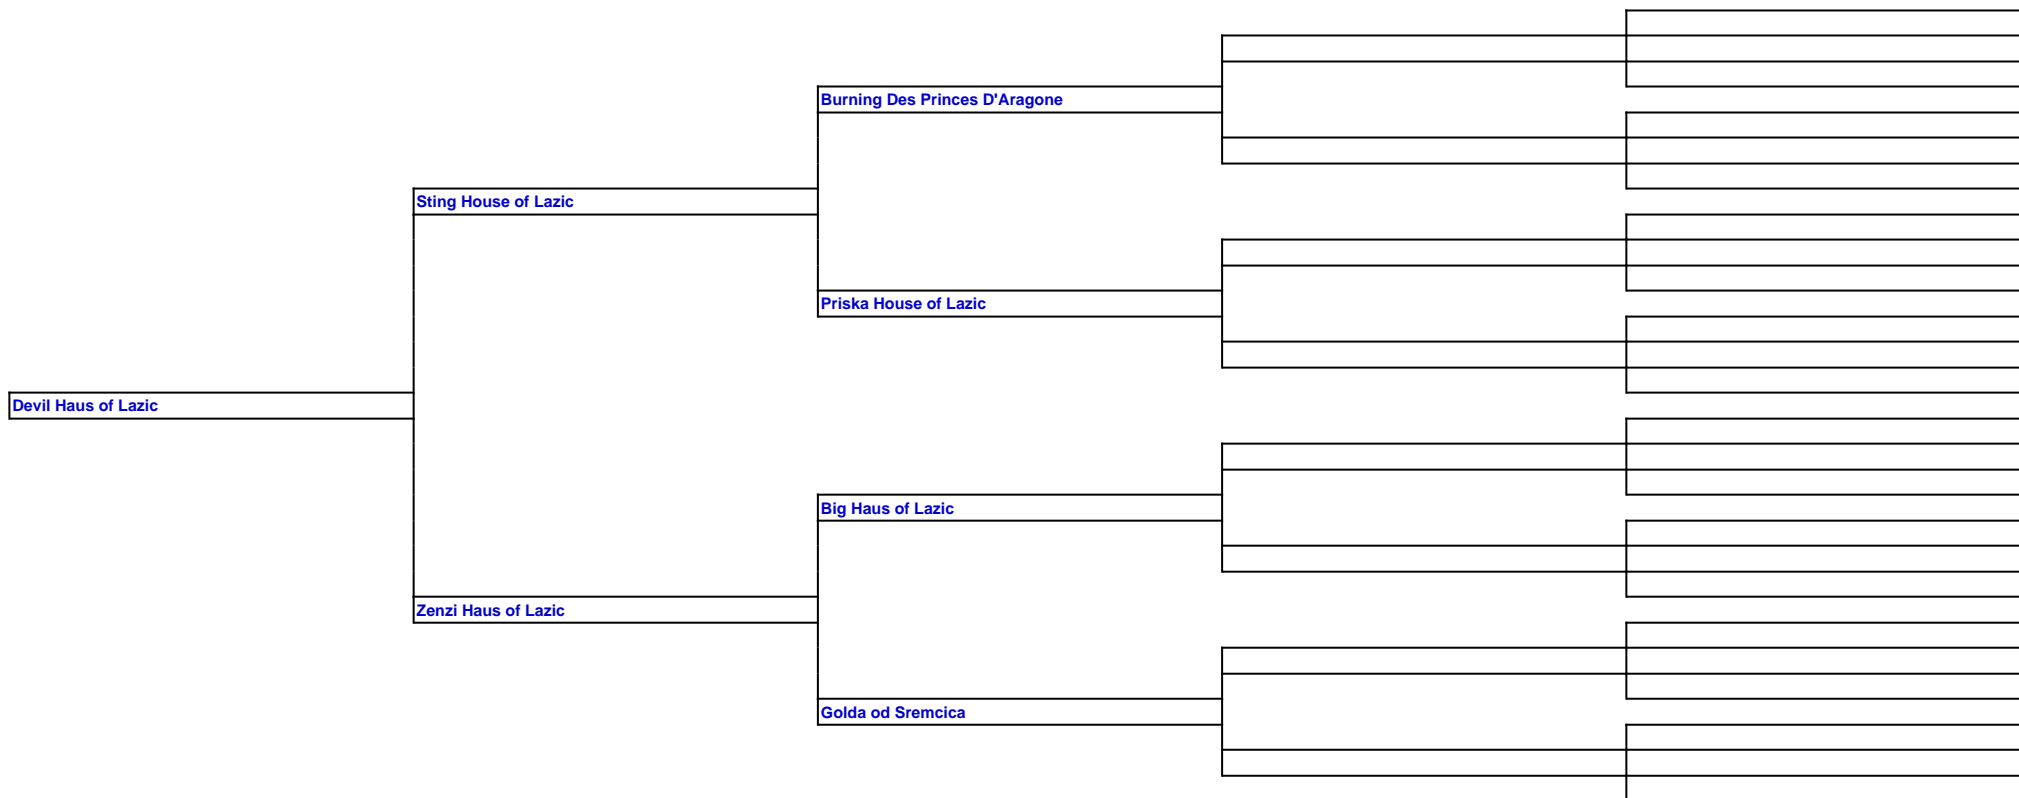 Burning Des Princes D'Aragone
Sting House of Lazic
Priska House of Lazic
Devil Haus of Lazic
Big Haus of Lazic
Zenzi Haus of Lazic
Golda od Sremcica